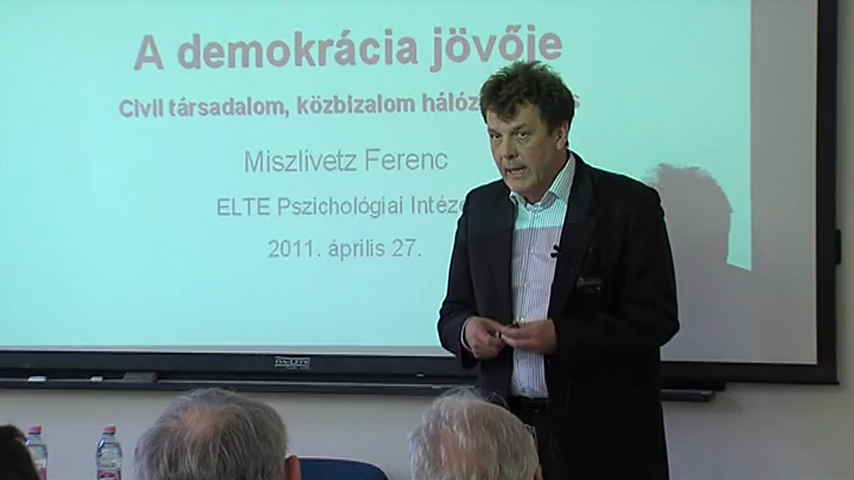 A demokrácia jövője
Civil társadalom, közbizalom
Miszlivetz Ferenc
ELTE Pszichológiai
2011. április 27.